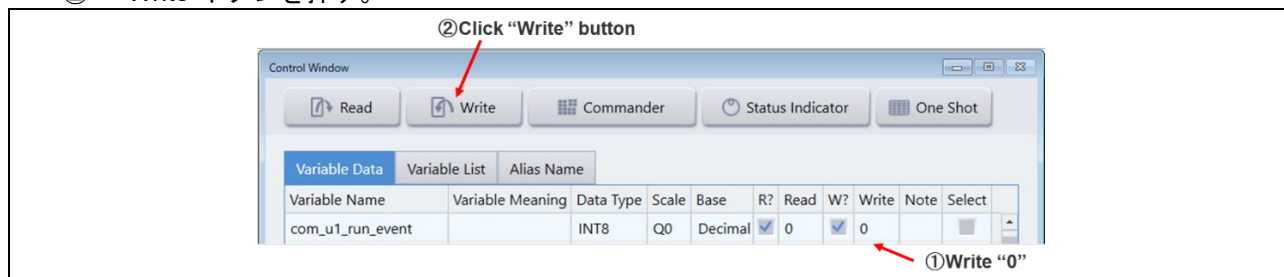 ②Click “Write” button
Control Window
Read Write Commander Status Indicator One Shot
Variable Data Variable List Alias Name
Variable Name Variable Meaning Data Type Scale Base R? Read W? Write Note Select
com_u1_run_event INT8 Q0 Decimal 0 0
①Write “0”